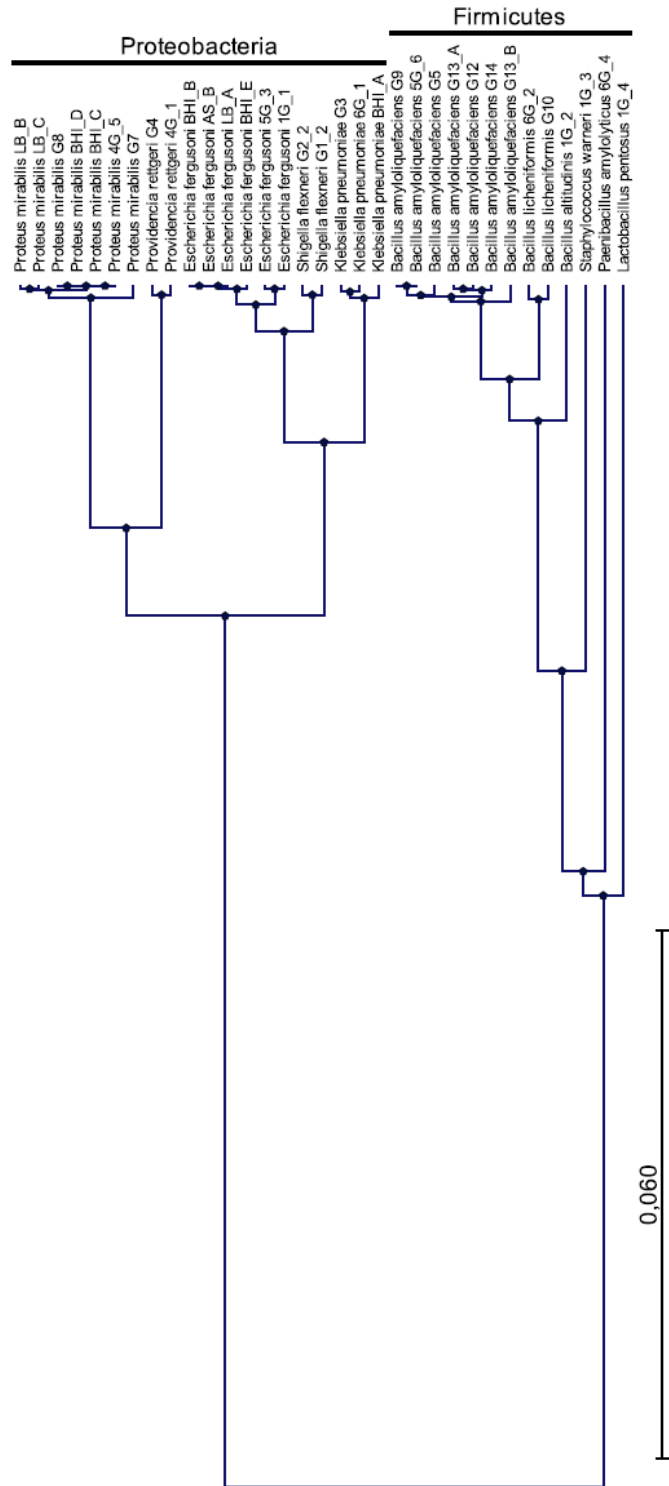 Firmicutes
Proteobacteria
Proteus mirabilis LB_B
Proteus mirabilis LB_C
Proteus mirabilis G8
Proteus mirabilis BHI_D
Proteus mirabilis BHI_C
Proteus mirabilis 4G_5
Proteus mirabilis G7
Providencia rettgeri G4
Providencia rettgeri 4G_1
Escherichia fergusoni BHI_B
Escherichia fergusoni AS_B
Escherichia fergusoni LB_A
Escherichia fergusoni BHI_E
Escherichia fergusoni 5G_3
Escherichia fergusoni 1G_1
Shigella flexneri G2_2
Shigella flexneri G1_2
Klebsiella pneumoniae G3
Klebsiella pneumoniae 6G_1
Klebsiella pneumoniae BHI_A
Bacillus amyloliquefaciens G9
Bacillus amyloliquefaciens 5G_6
Bacillus amyloliquefaciens G5
Bacillus amyloliquefaciens G13_A
Bacillus amyloliquefaciens G12
Bacillus amyloliquefaciens G14
Bacillus amyloliquefaciens G13_B
Bacillus licheniformis 6G_2
Bacillus licheniformis G10
Bacillus altitudinis 1G_2
Staphylococcus warneri 1G_3
Paenibacillus amylolyticus 6G_4
Lactobacillus pentosus 1G_4
0,060